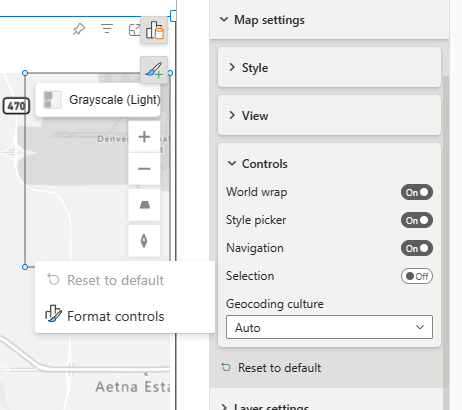 470
Grayscale (Light)
Denver
Reset to default
Format controls
Aetna Esta
Map settings
Style
View
Controls
World wrap
On
Style picker
On
Navigation
On
Selection
Off
Geocoding culture
Auto
Reset to default
Layer settings